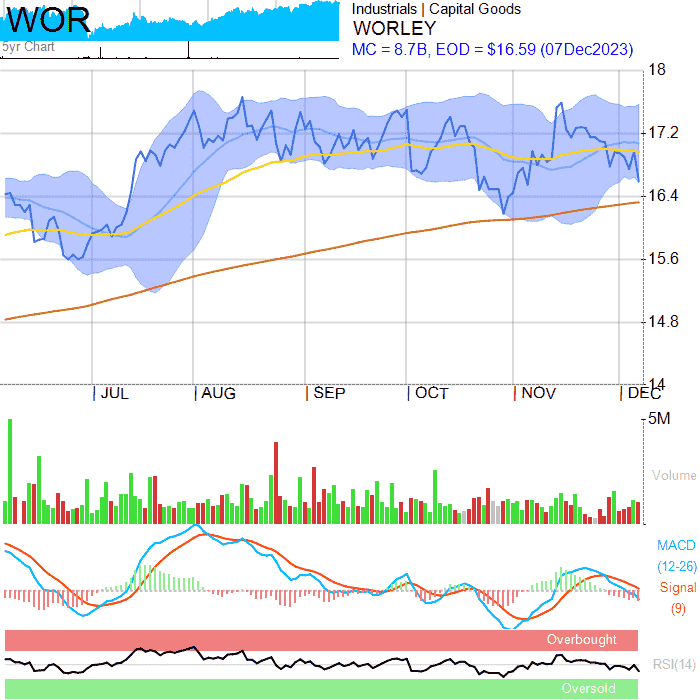 WOR
5yr Chart
Industrials | Capital Goods
WORLEY
MC = 8.7B, EOD = $16.59 (07Dec2023)
18
17.2
16.4
15.6
14.8
14
JUL AUG SEP OCT NOV DEC
5M
Volume
MACD
(12-26)
Signal
(9)
Overbought
RSI(14)
Oversold